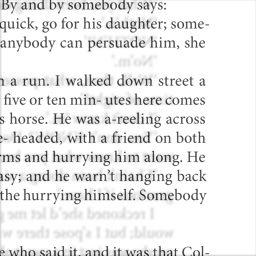 By and by somebody says:
quick, go for his daughter; some-
anybody can persuade him, she
n a run. I walked down street a
five or ten min- utes here comes
s horse. He was a-reeling across
e- headed, with a friend on both
rms and hurrying him along. He
asy; and he warn't hanging back
the hurrying himself. Somebody
e who said it, and it was that Col-